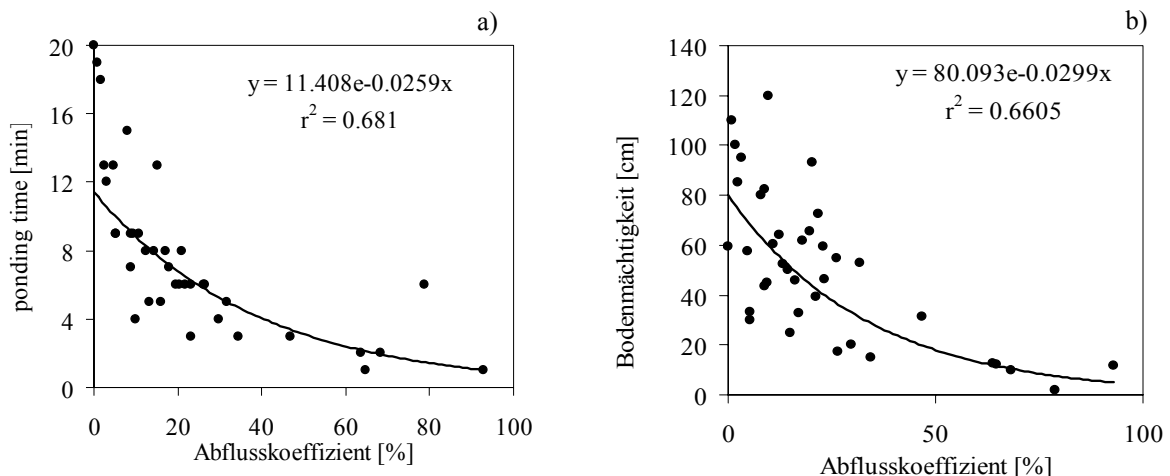 a)
20
16
12
8
4
0
ponding time [min]
y = 11.408e-0.0259x
r² = 0.681
0 20 40 60 80 100
Abflusskoeffizient [%]
b)
140
120
100
80
60
40
20
0
Bodenmächtigkeit [cm]
y = 80.093e-0.0299x
r² = 0.6605
0 50 100
Abflusskoeffizient [%]